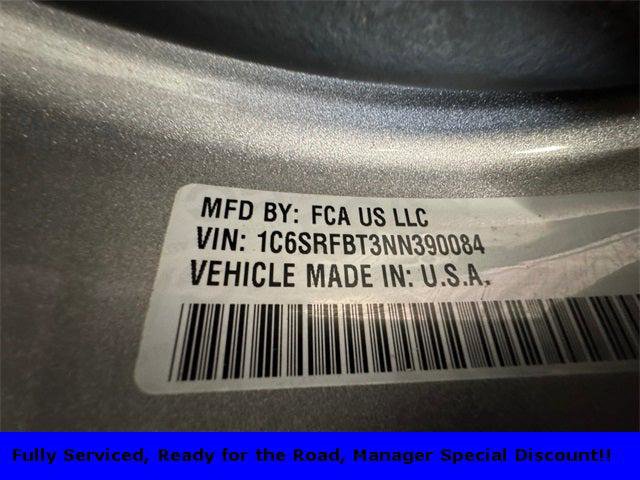 MFD BY: FCA US LLC
VIN: 1C6SRFBT3NN390084
VEHICLE MADE IN: U.S.A.
Fully Serviced, Ready for the Road, Manager Special Discount!!